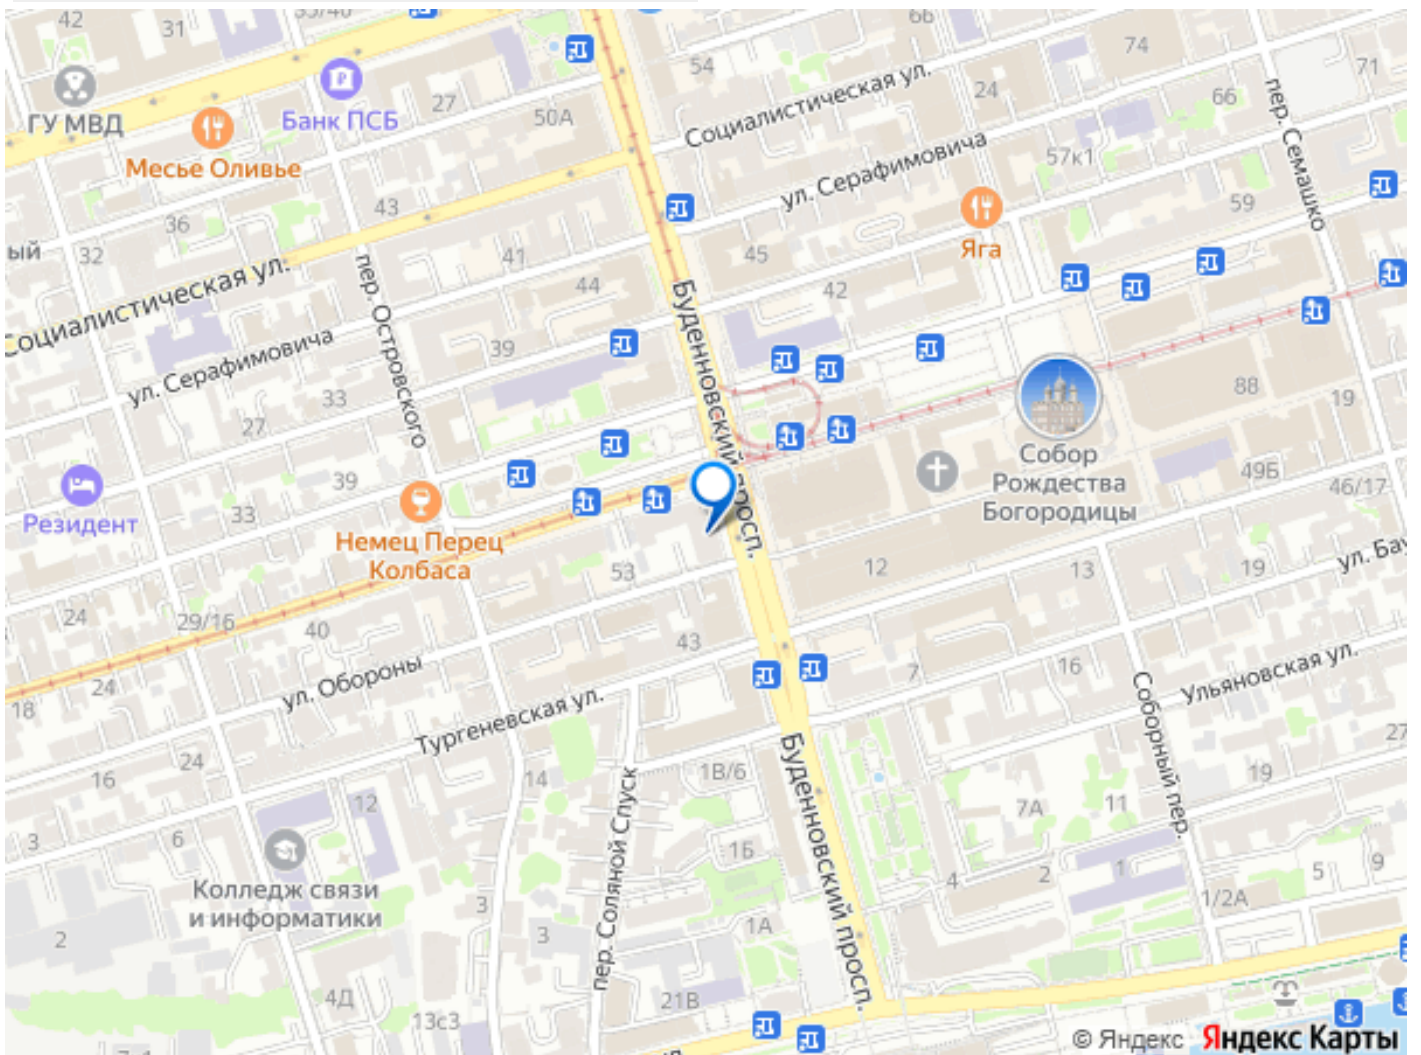 42
31
35/40
66
54
74
71
ГУ МВД
Банк ПСБ
27
50А
Социалистическая ул.
24
66
пер. Семашко
Месье Оливье
ул. Серафимовича
57к1
36
43
59
ый
32
41
45
Яга
Социалистическая ул.
пер. Островского
44
42
Буденновский просп.
ул. Серафимовича
39
33
27
88
19
Собор
Рождества
Богородицы
49Б
46/17
39
33
Резидент
Немец Перец
Колбаса
53
12
13
19
ул. Бау
24
29/16
40
43
7
16
Ульяновская ул.
18
24
ул. Обороны
Тургеневская ул.
Соборный пер.
27
16
24
14
1В/6
19
12
пер. Соляной Спуск
Буденновский просп.
7А
11
3
6
1Б
4
2
1
5
9
Колледж связи
и информатики
3
3
1А
1/2А
2
4Д
13с3
21В
© Яндекс Яндекс Карты